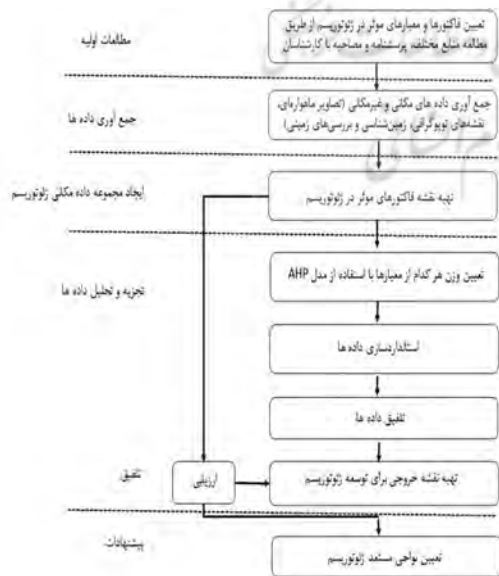 تعیین فاکتورها و معیارهای موثر در ژئوتوریسم از طریق
مطالعه منابع مختلف، پرسشنامه و مصاحبه با کارشناسان
مطالعات اولیه
جمع آوری داده های مکانی و غیرمکانی (تصاویر ماهواره‌ای،
نقشه‌های توپوگرافی، زمین‌شناسی و بررسی‌های زمینی)
جمع آوری داده ها
تهیه نقشه فاکتورهای موثر در ژئوتوریسم
ایجاد مجموعه داده مکانی ژئوتوریسم
تعیین وزن هر کدام از معیارها با استفاده از مدل AHP
تجزیه و تحلیل داده ها
استانداردسازی داده ها
تلفیق داده ها
تهیه نقشه خروجی برای توسعه ژئوتوریسم
ارزیابی
تلفیق
پیشنهادات
تعیین نواحی مستعد ژئوتوریسم